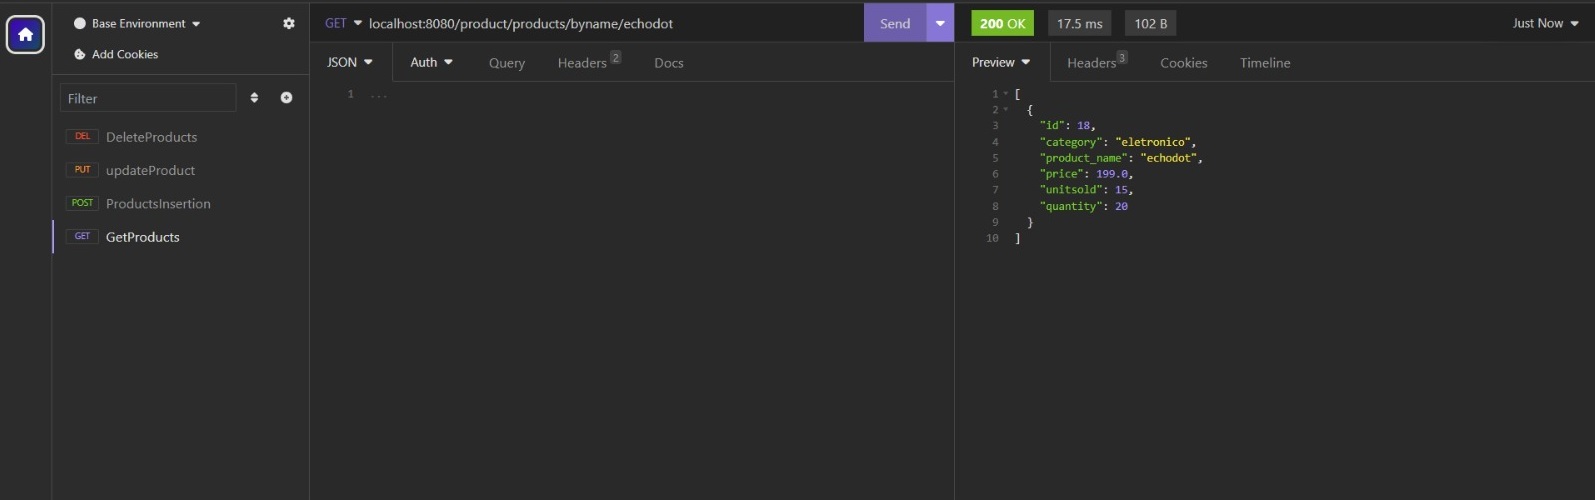 Base Environment
Add Cookies
Filter
DEL DeleteProducts
PUT updateProduct
POST ProductsInsertion
GET GetProducts
GET localhost:8080/product/products/byname/echodot Send
JSON Auth Query Headers 2 Docs
1 ...
200 OK 17.5 ms 102 B Just Now
Preview Headers 3 Cookies Timeline
1 [
2 {
3 "id": 18,
4 "category": "eletronico",
5 "product_name": "echodot",
6 "price": 199.0,
7 "unitsold": 15,
8 "quantity": 20
9 }
10 ]